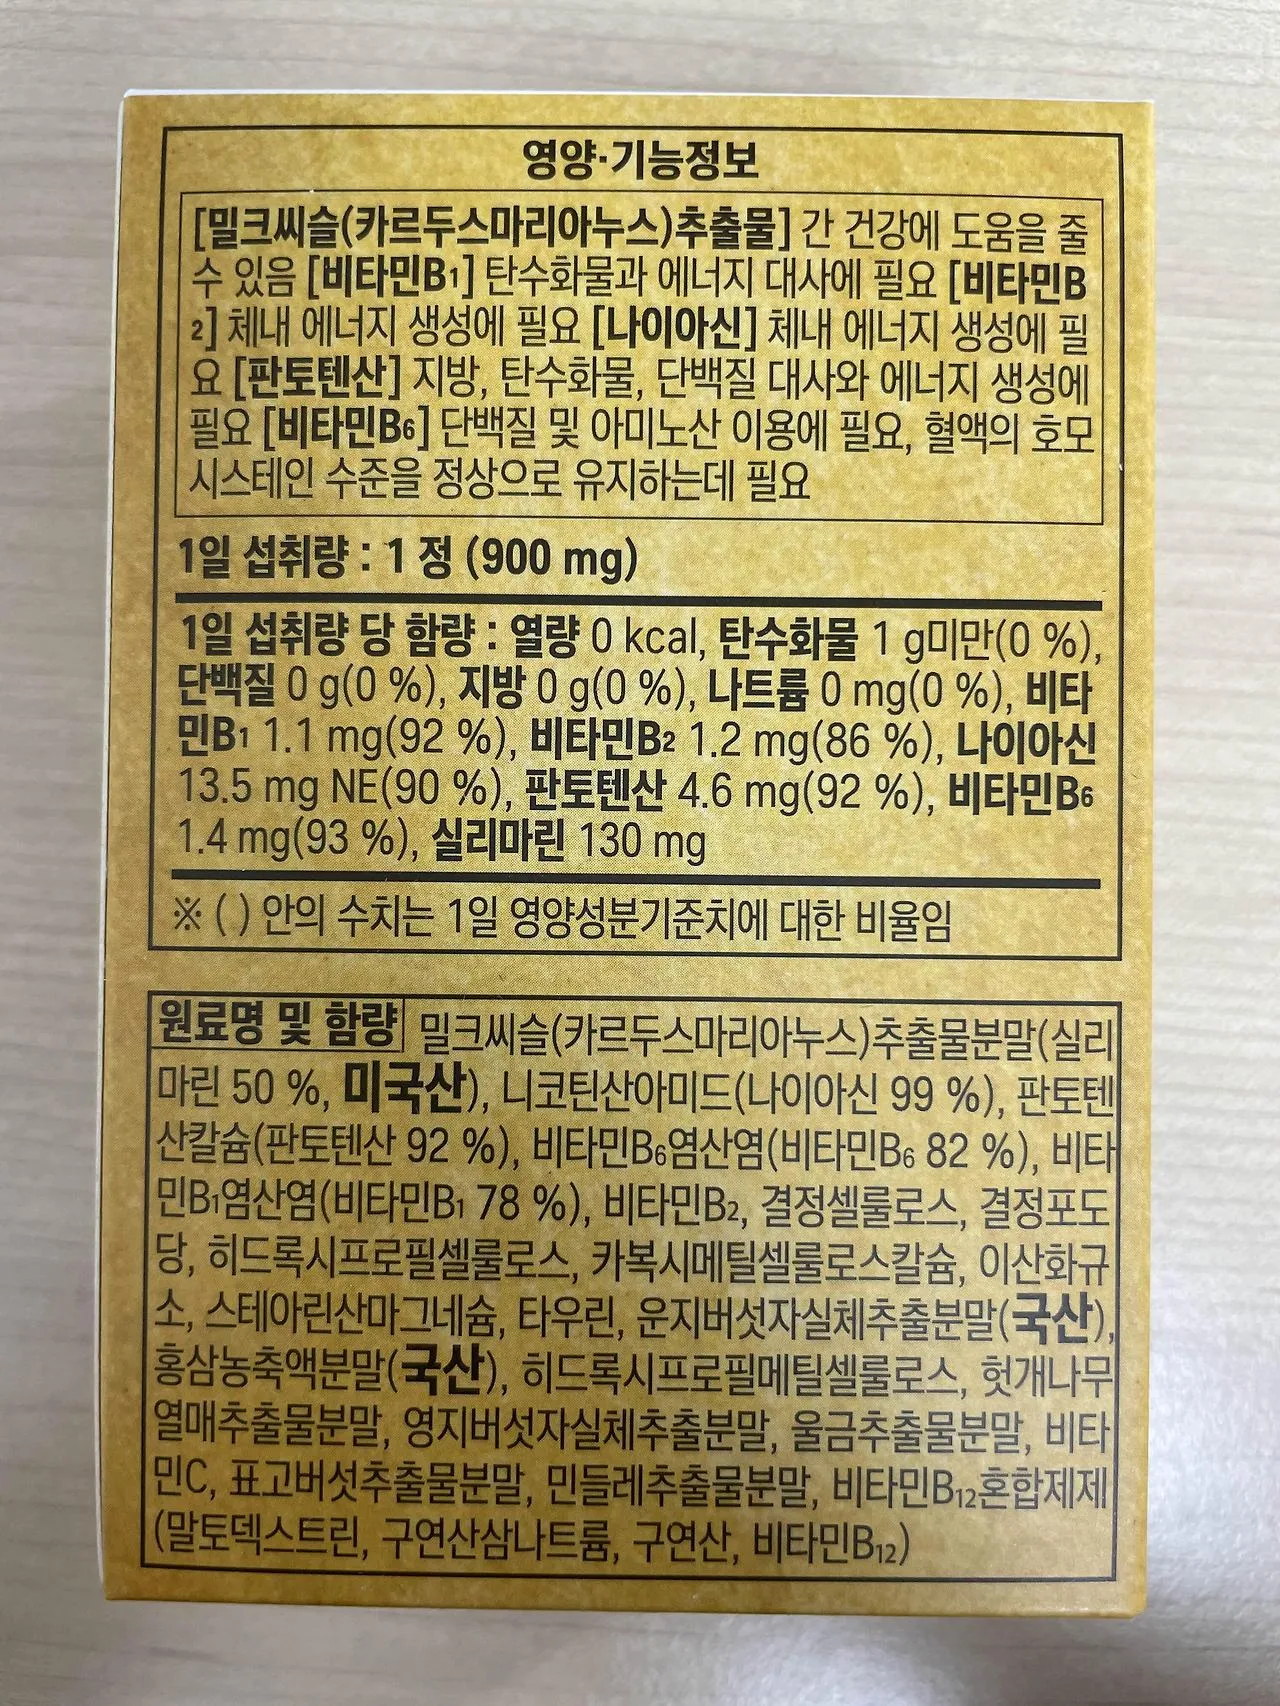 영양·기능정보
[밀크씨슬(카르두스마리아누스)추출물] 간 건강에 도움을 줄
수 있음 [비타민B1] 탄수화물과 에너지 대사에 필요 [비타민B
2] 체내 에너지 생성에 필요 [나이아신] 체내 에너지 생성에 필
요 [판토텐산] 지방, 탄수화물, 단백질 대사와 에너지 생성에
필요 [비타민B6] 단백질 및 아미노산 이용에 필요, 혈액의 호모
시스테인 수준을 정상으로 유지하는데 필요
1일 섭취량 : 1 정 (900 mg)
1일 섭취량 당 함량 : 열량 0 kcal, 탄수화물 1 g미만(0 %),
단백질 0 g(0 %), 지방 0 g(0 %), 나트륨 0 mg(0 %), 비타
민B1 1.1 mg(92 %), 비타민B2 1.2 mg(86 %), 나이아신
13.5 mg NE(90 %), 판토텐산 4.6 mg(92 %), 비타민B6
1.4 mg(93 %), 실리마린 130 mg
※ ( ) 안의 수치는 1일 영양성분기준치에 대한 비율임
원료명 및 함량 밀크씨슬(카르두스마리아누스)추출물분말(실리
마린 50 %, 미국산), 니코틴산아미드(나이아신 99 %), 판토텐
산칼슘(판토텐산 92 %), 비타민B6염산염(비타민B6 82 %), 비타
민B1염산염(비타민B1 78 %), 비타민B2, 결정셀룰로스, 결정포도
당, 히드록시프로필셀룰로스, 카복시메틸셀룰로스칼슘, 이산화규
소, 스테아린산마그네슘, 타우린, 운지버섯자실체추출분말(국산),
홍삼농축액분말(국산), 히드록시프로필메틸셀룰로스, 헛개나무
열매추출물분말, 영지버섯자실체추출분말, 울금추출물분말, 비타
민C, 표고버섯추출물분말, 민들레추출물분말, 비타민B12혼합제제
(말토덱스트린, 구연산삼나트륨, 구연산, 비타민B12)